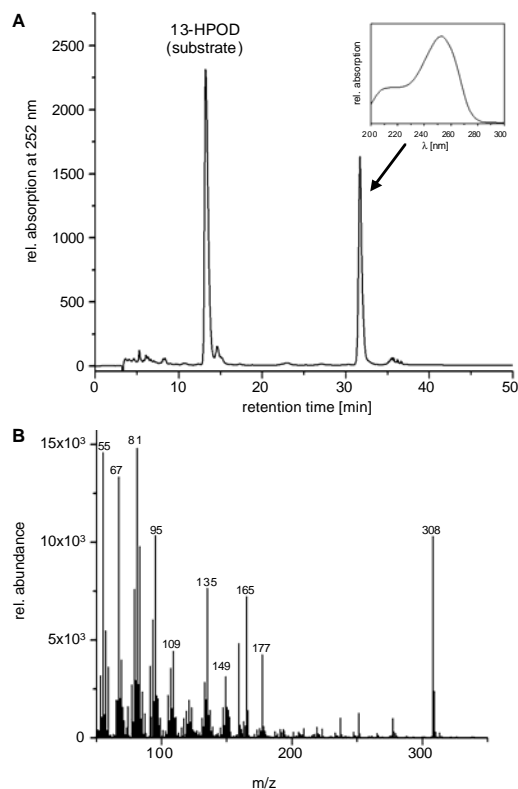 A
13-HPOD
(substrate)
rel. absorption at 252 nm
2500
2000
1500
1000
500
0
0 10 20 30 40 50
retention time [min]
rel. absorption
200 220 240 260 280 300
λ [nm]
B
rel. abundance
15x10³
10x10³
5x10³
0
55
67
81
95
109
135
149
165
177
308
100 200 300
m/z